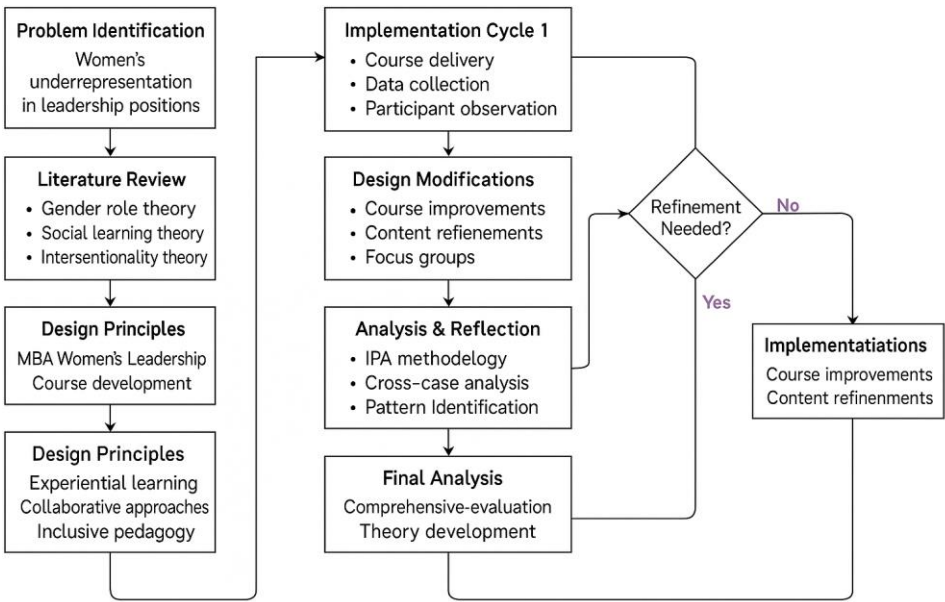 Problem Identification
Women's
underrepresentation
in leadership positions
Literature Review
• Gender role theory
• Social learning theory
• Intersentionality theory
Design Principles
MBA Women's Leadership
Course development
Design Principles
Experiential learning
Collaborative approaches
Inclusive pedagogy
Implementation Cycle 1
• Course delivery
• Data collection
• Participant observation
Design Modifications
• Course improvements
• Content refienements
• Focus groups
Analysis & Reflection
• IPA methodelogy
• Cross-case analysis
• Pattern Identification
Final Analysis
Comprehensive-evaluation
Theory development
Refinement
Needed?
No
Yes
Implementatiations
Course improvements
Content refinenments